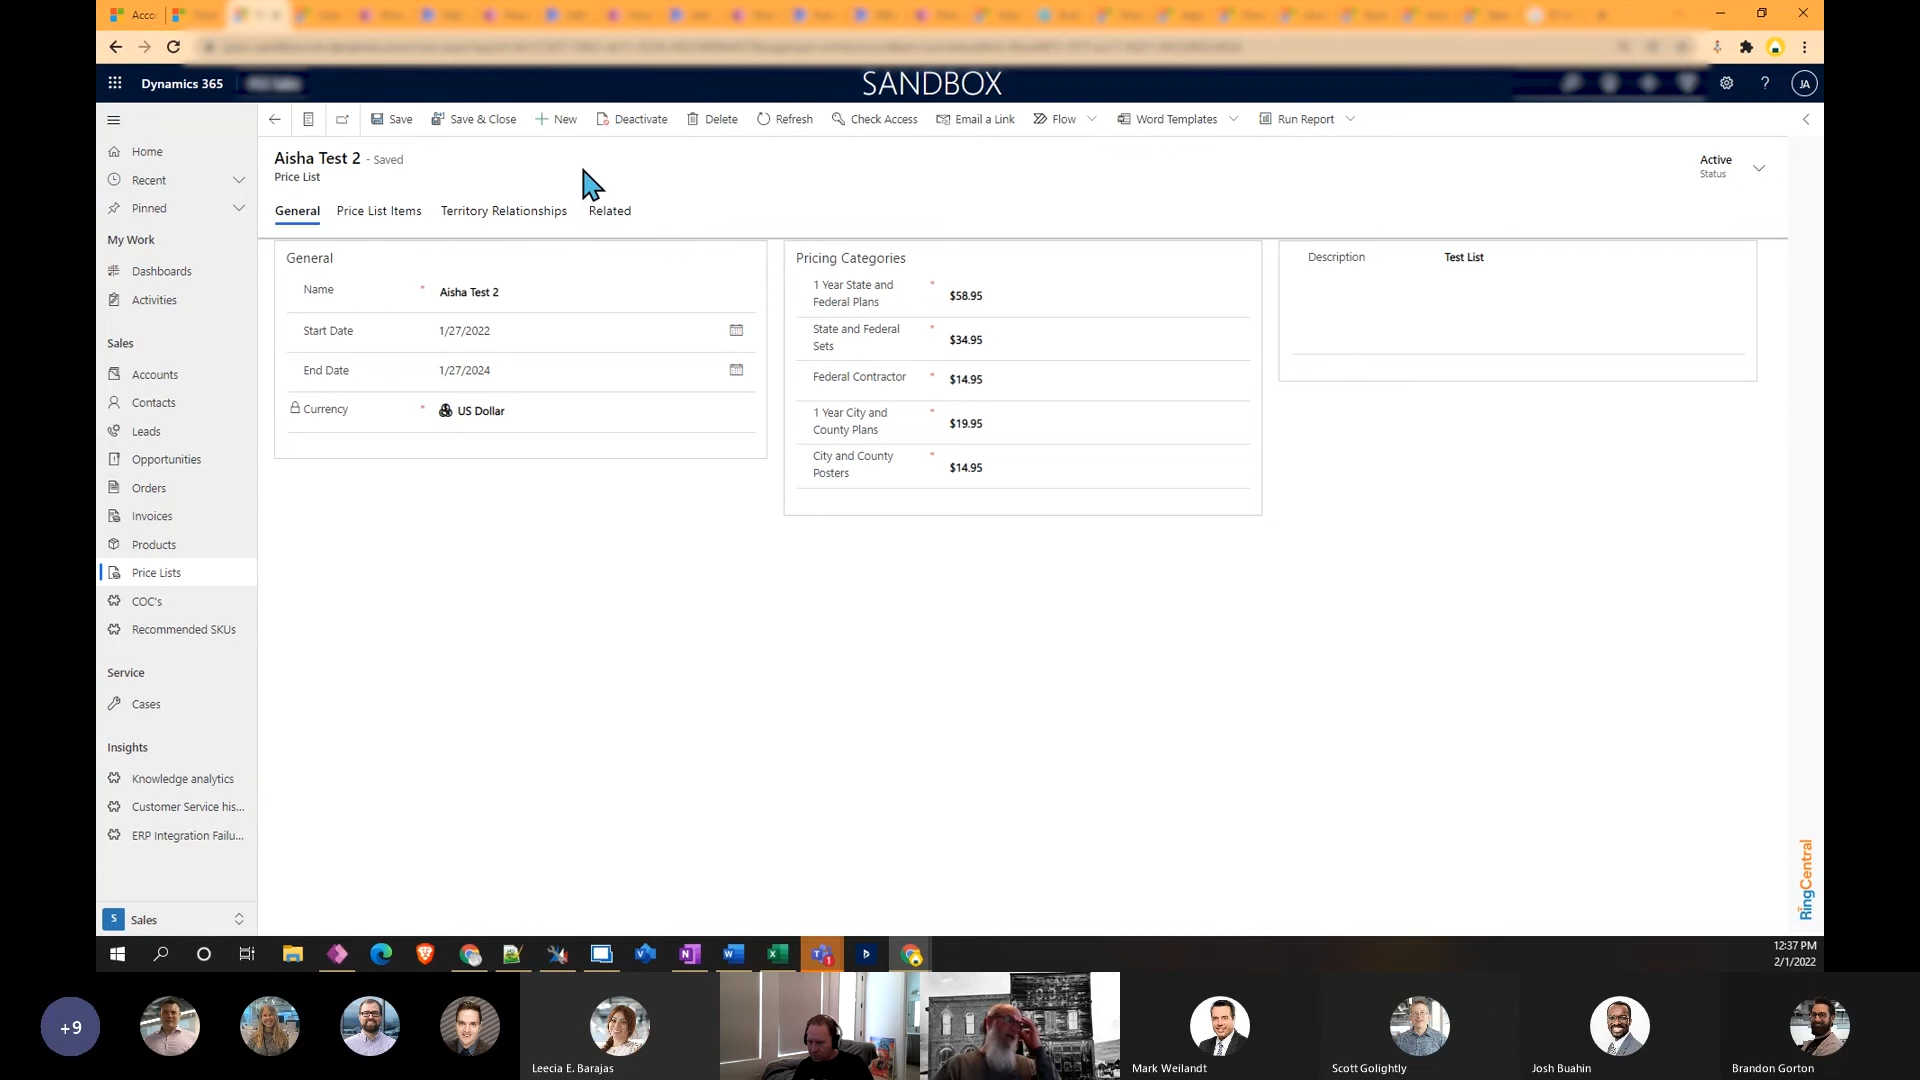 Acco
Dynamics 365
SANDBOX
JA
Save
Save & Close
New
Deactivate
Delete
Refresh
Check Access
Email a Link
Flow
Word Templates
Run Report
Home
Recent
Pinned
My Work
Dashboards
Activities
Sales
Accounts
Contacts
Leads
Opportunities
Orders
Invoices
Products
Price Lists
COC's
Recommended SKUs
Service
Cases
Insights
Knowledge analytics
Customer Service his...
ERP Integration Failu...
S Sales
Aisha Test 2 - Saved
Price List
Active
Status
General
Price List Items
Territory Relationships
Related
General
Name * Aisha Test 2
Start Date 1/27/2022
End Date 1/27/2024
Currency * US Dollar
Pricing Categories
1 Year State and
Federal Plans * $58.95
State and Federal
Sets * $34.95
Federal Contractor * $14.95
1 Year City and
County Plans * $19.95
City and County
Posters * $14.95
Description Test List
RingCentral
12:37 PM
2/1/2022
+9
Leecia E. Barajas
Mark Weilandt
Scott Golightly
Josh Buahin
Brandon Gorton